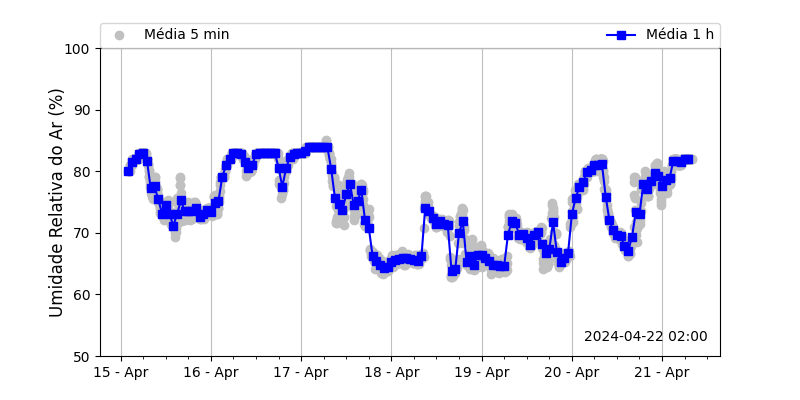 Média 5 min
Média 1 h
100
90
80
70
60
50
Umidade Relativa do Ar (%)
2024-04-22 02:00
15 - Apr
16 - Apr
17 - Apr
18 - Apr
19 - Apr
20 - Apr
21 - Apr